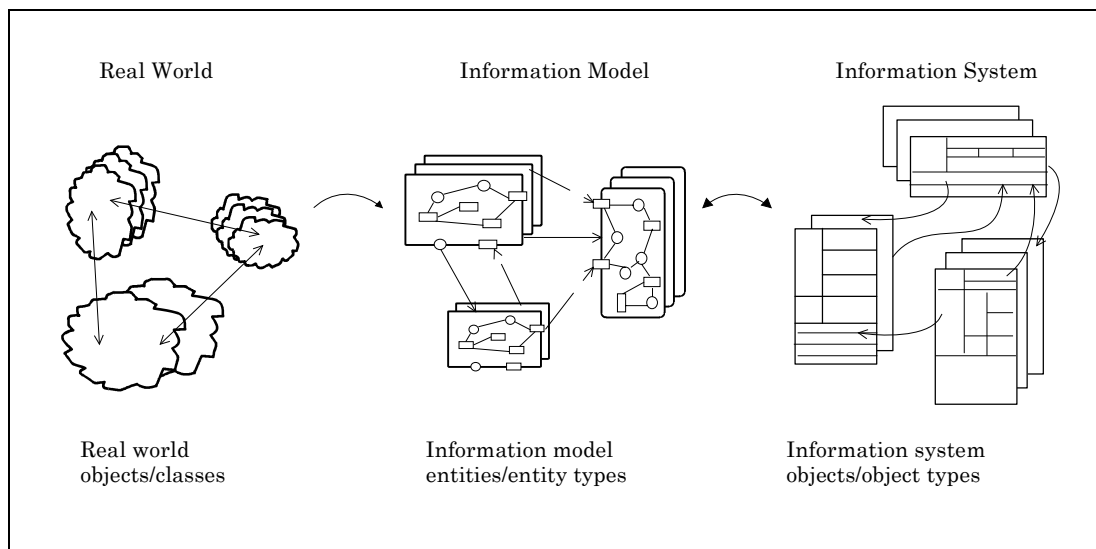 Real World
Information Model
Information System
Real world
objects/classes
Information model
entities/entity types
Information system
objects/object types